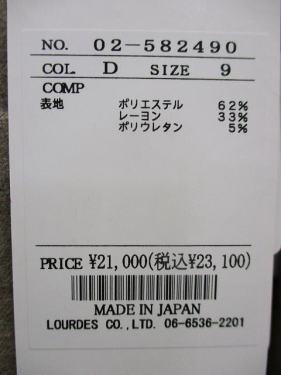 NO. 02-582490
COL. D SIZE 9
COMP
表地 ポリエステル 62%
レーヨン 33%
ポリウレタン 5%
PRICE ¥21,000(税込¥23,100)
MADE IN JAPAN
LOURDES CO.,LTD. 06-6536-2201